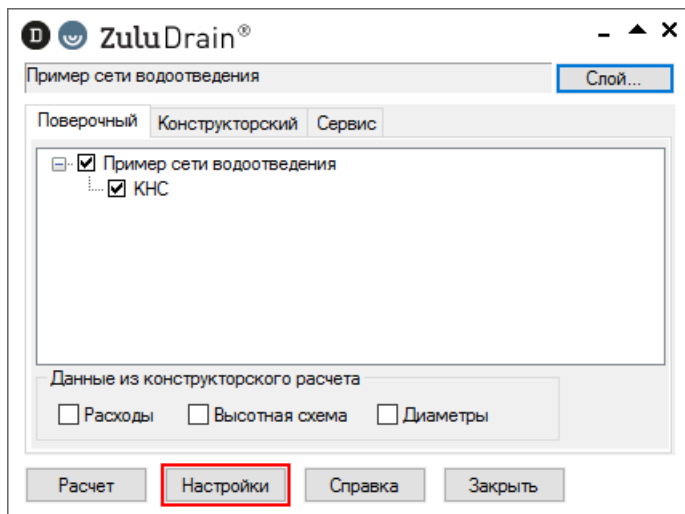 D ZuluDrain®
Пример сети водоотведения Слой...
Поверочный Конструкторский Сервис
Пример сети водоотведения
КНС
Данные из конструкторского расчета
Расходы Высотная схема Диаметры
Расчет Настройки Справка Закрыть